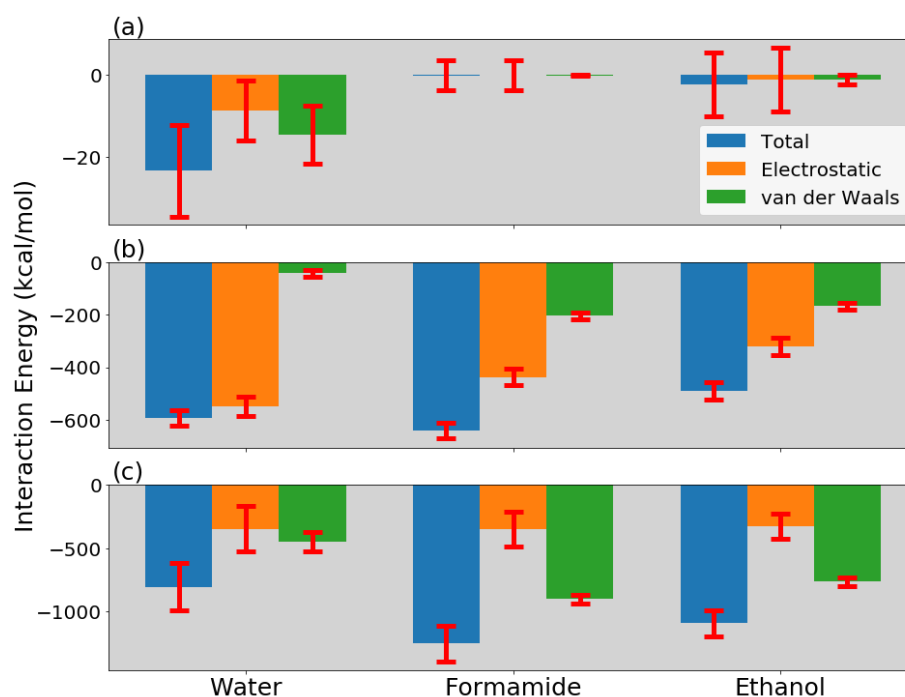 (a)
0
−20
Total
Electrostatic
van der Waals
(b)
0
−200
−400
−600
(c)
0
−500
−1000
Interaction Energy (kcal/mol)
Water Formamide Ethanol